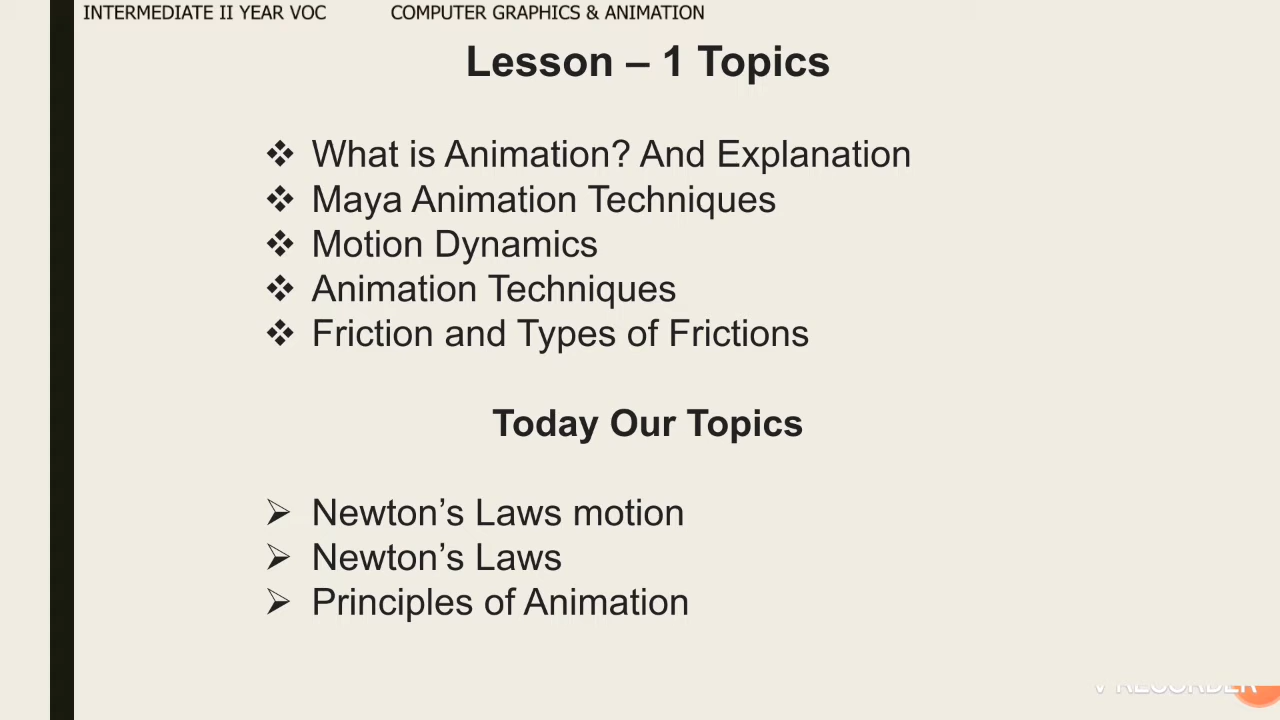 INTERMEDIATE II YEAR VOC COMPUTER GRAPHICS & ANIMATION
Lesson – 1 Topics
❖ What is Animation? And Explanation
❖ Maya Animation Techniques
❖ Motion Dynamics
❖ Animation Techniques
❖ Friction and Types of Frictions
Today Our Topics
➢ Newton’s Laws motion
➢ Newton’s Laws
➢ Principles of Animation
V RECORDER